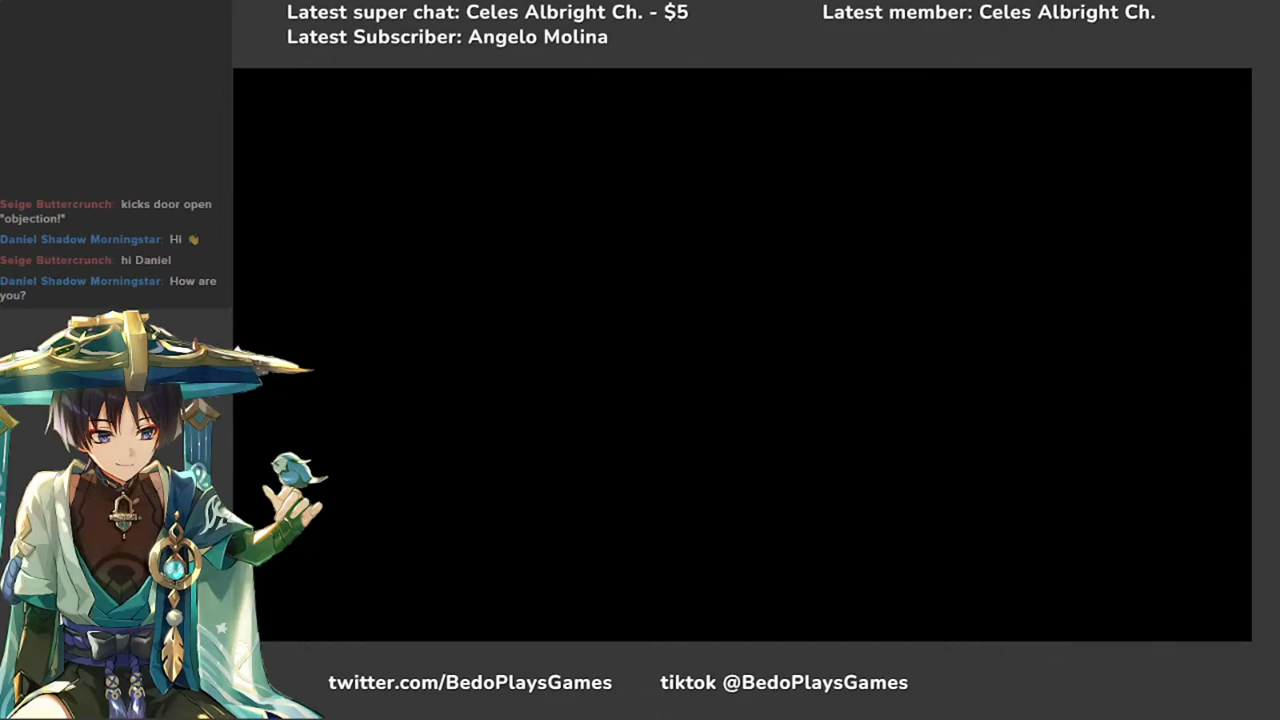 Latest super chat: Celes Albright Ch. - $5
Latest member: Celes Albright Ch.
Latest Subscriber: Angelo Molina
Seige Buttercrunch: kicks door open
*objection!*
Daniel Shadow Morningstar: Hi 👋
Seige Buttercrunch: hi Daniel
Daniel Shadow Morningstar: How are
you?
twitter.com/BedoPlaysGames
tiktok @BedoPlaysGames